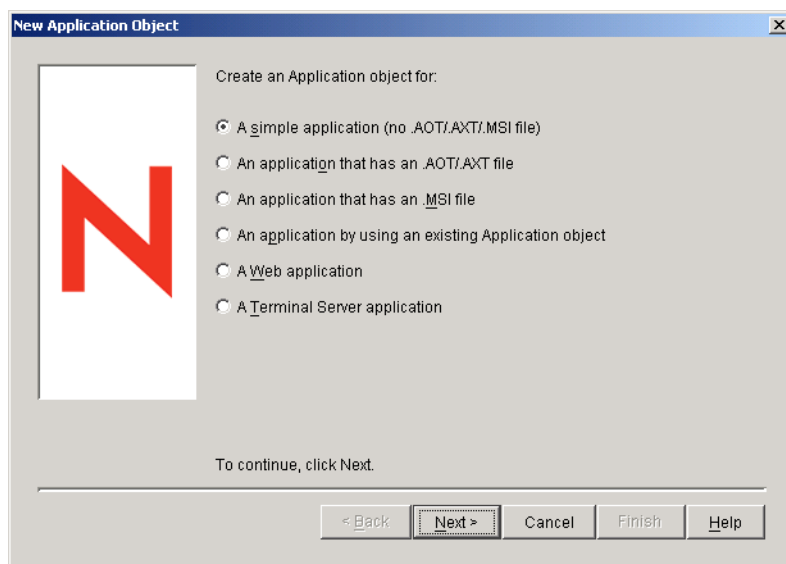 New Application Object
Create an Application object for:
A simple application (no .AOT/.AXT/.MSI file)
An application that has an .AOT/.AXT file
An application that has an .MSI file
An application by using an existing Application object
A Web application
A Terminal Server application
To continue, click Next.
< Back Next > Cancel Finish Help